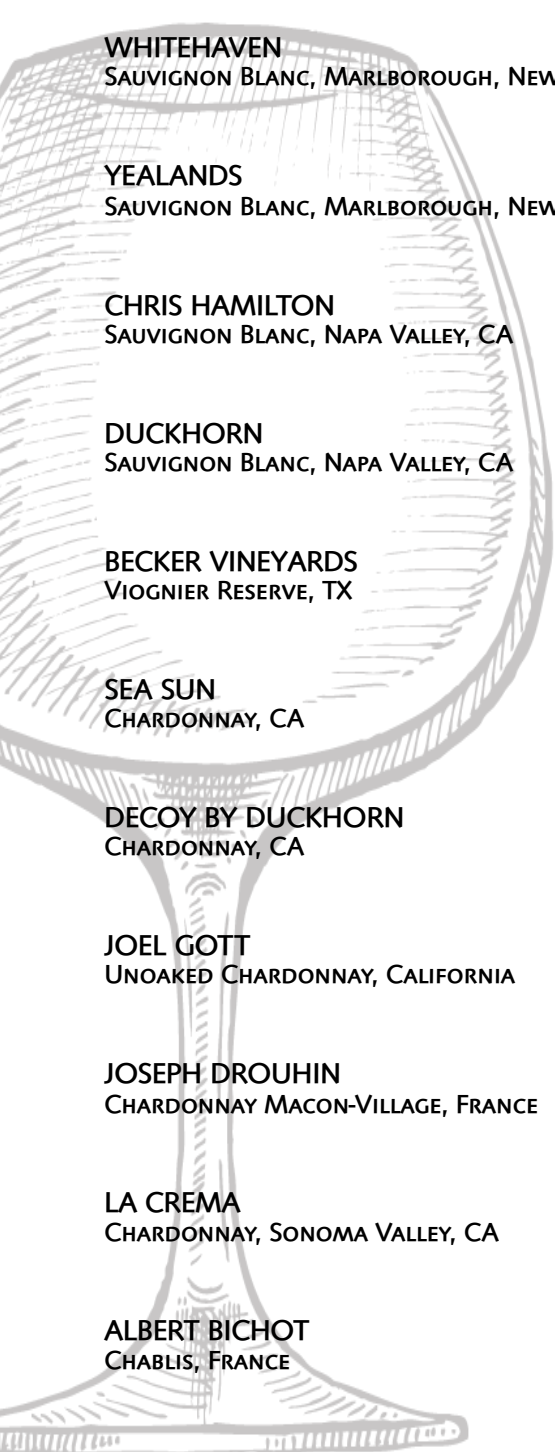 WHITEHAVEN
Sauvignon Blanc, Marlborough, New
YEALANDS
Sauvignon Blanc, Marlborough, New
CHRIS HAMILTON
Sauvignon Blanc, Napa Valley, CA
DUCKHORN
Sauvignon Blanc, Napa Valley, CA
BECKER VINEYARDS
Viognier Reserve, TX
SEA SUN
Chardonnay, CA
DECOY BY DUCKHORN
Chardonnay, CA
JOEL GOTT
Unoaked Chardonnay, California
JOSEPH DROUHIN
Chardonnay Macon-Village, France
LA CREMA
Chardonnay, Sonoma Valley, CA
ALBERT BICHOT
Chablis, France